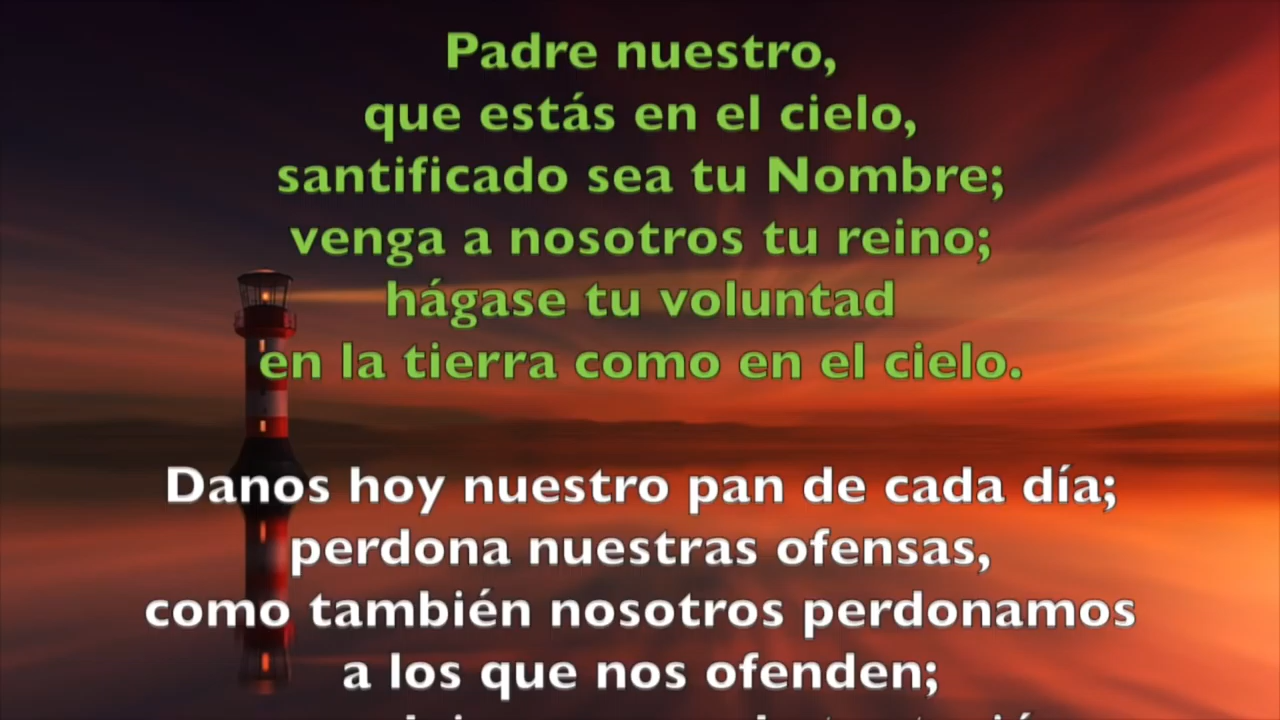 Padre nuestro,
que estás en el cielo,
santificado sea tu Nombre;
venga a nosotros tu reino;
hágase tu voluntad
en la tierra como en el cielo.
Danos hoy nuestro pan de cada día;
perdona nuestras ofensas,
como también nosotros perdonamos
a los que nos ofenden;